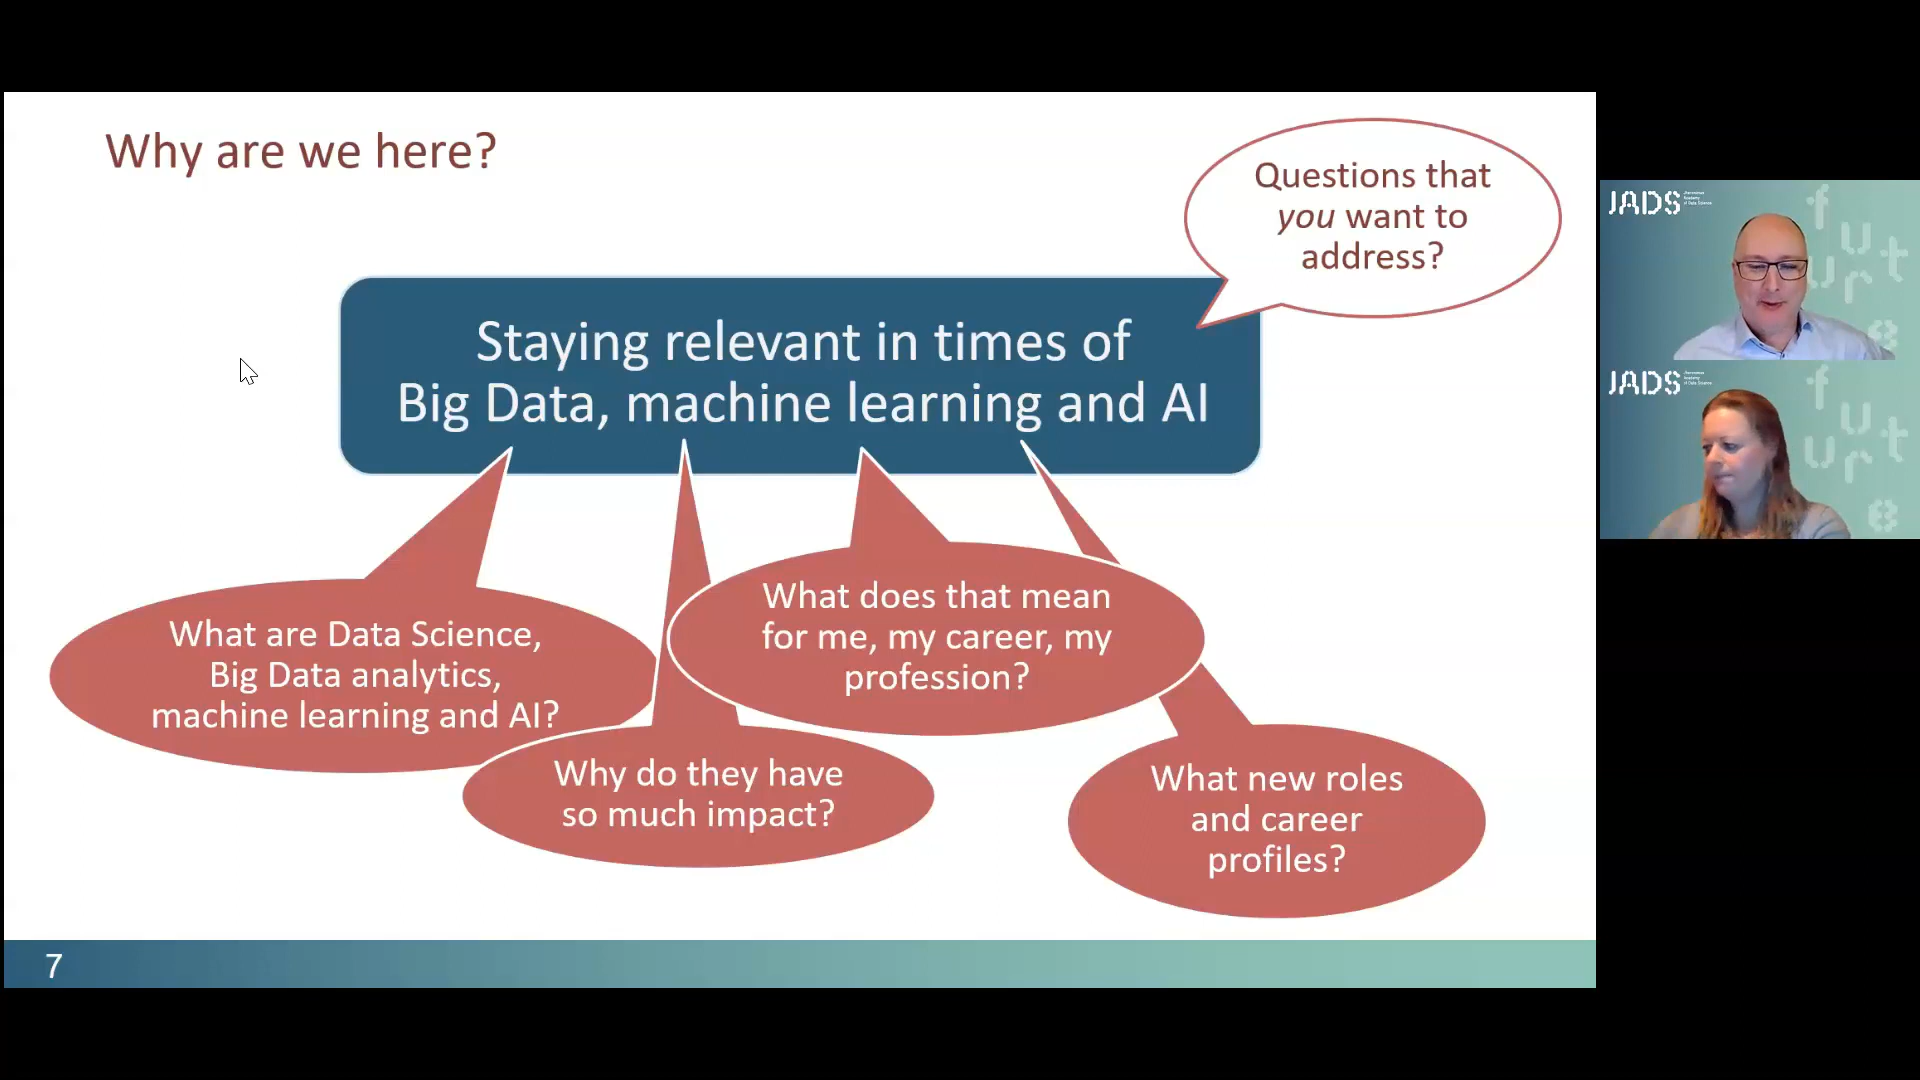 Why are we here?
Questions that
you want to
address?
Staying relevant in times of
Big Data, machine learning and AI
What are Data Science,
Big Data analytics,
machine learning and AI?
Why do they have
so much impact?
What does that mean
for me, my career, my
profession?
What new roles
and career
profiles?
7
JADS
JADS